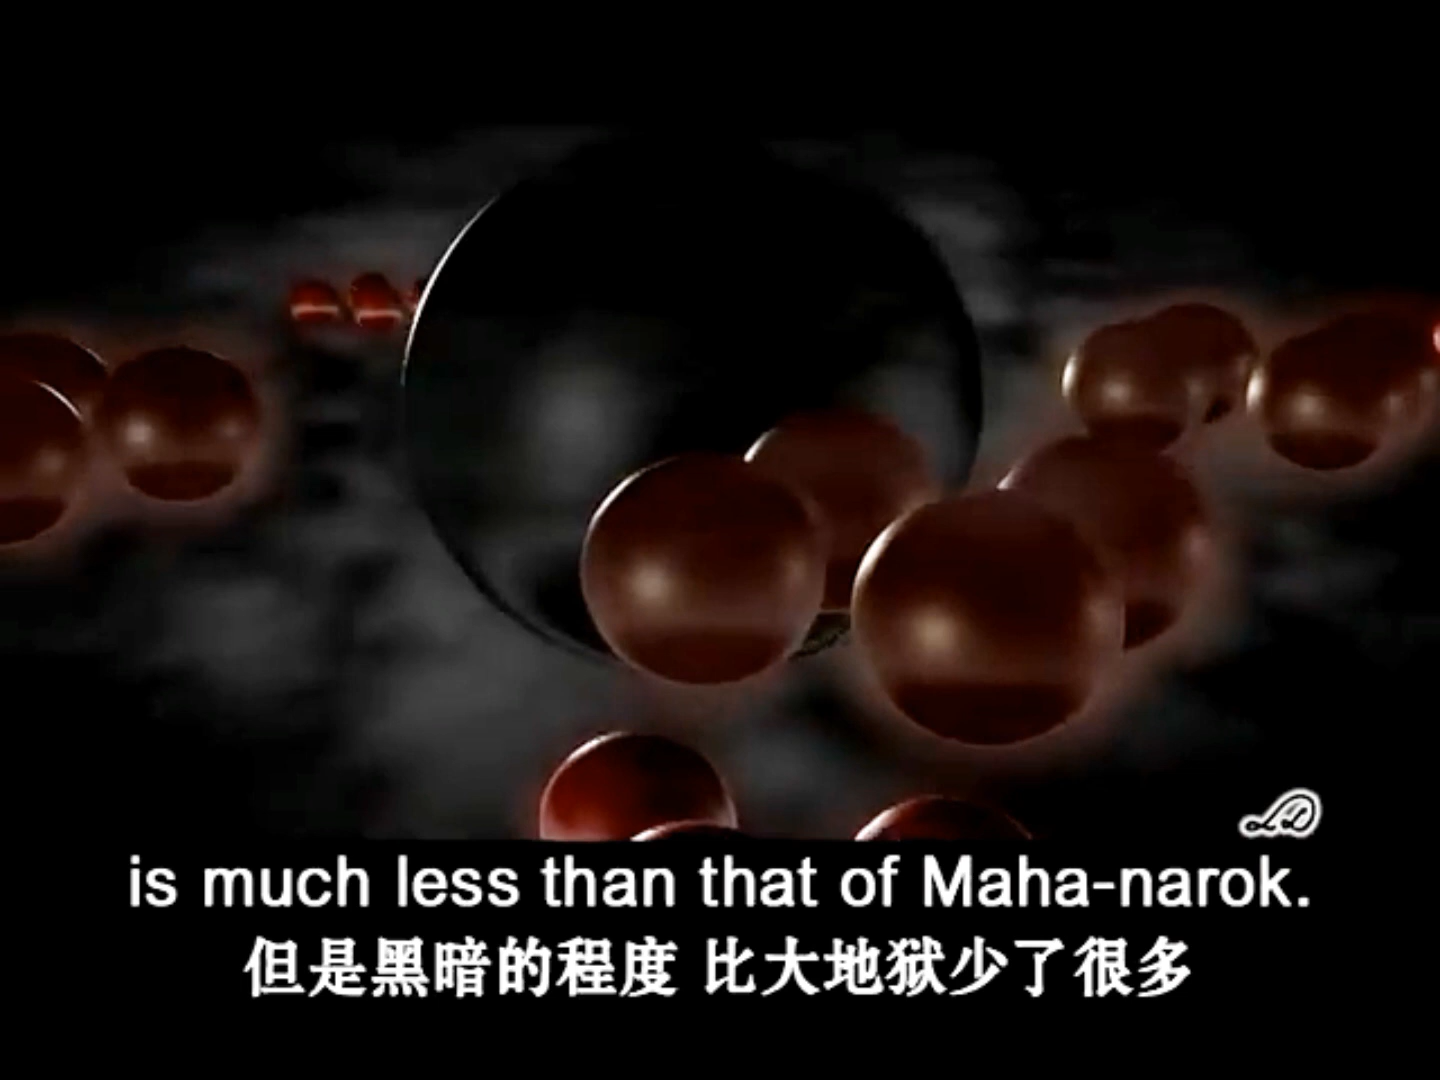 is much less than that of Maha-narok.
但是黑暗的程度 比大地狱少了很多